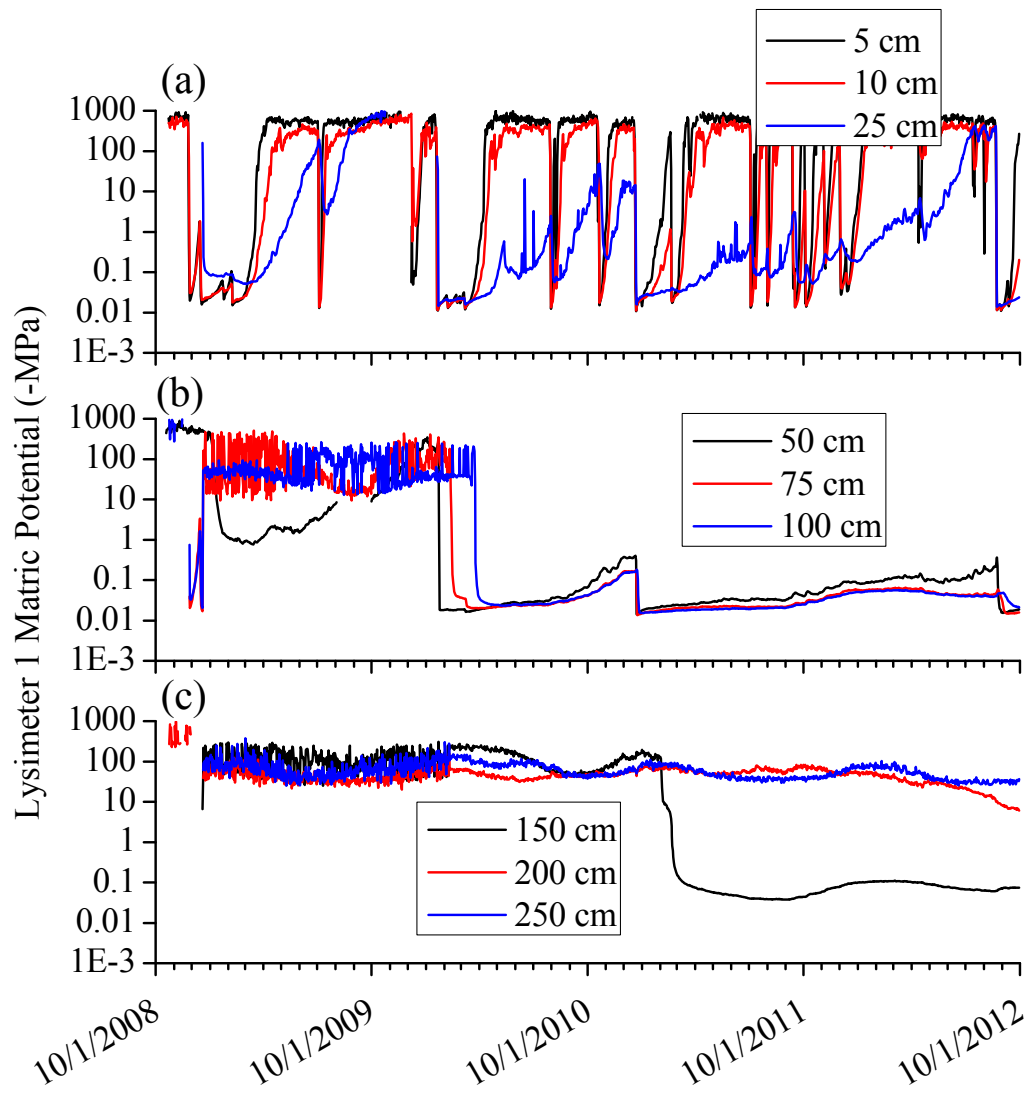 Lysimeter 1 Matric Potential (-MPa)
(a)
1000
100
10
1
0.1
0.01
1E-3
5 cm
10 cm
25 cm
(b)
1000
100
10
1
0.1
0.01
1E-3
50 cm
75 cm
100 cm
(c)
1000
100
10
1
0.1
0.01
1E-3
150 cm
200 cm
250 cm
10/1/2008
10/1/2009
10/1/2010
10/1/2011
10/1/2012